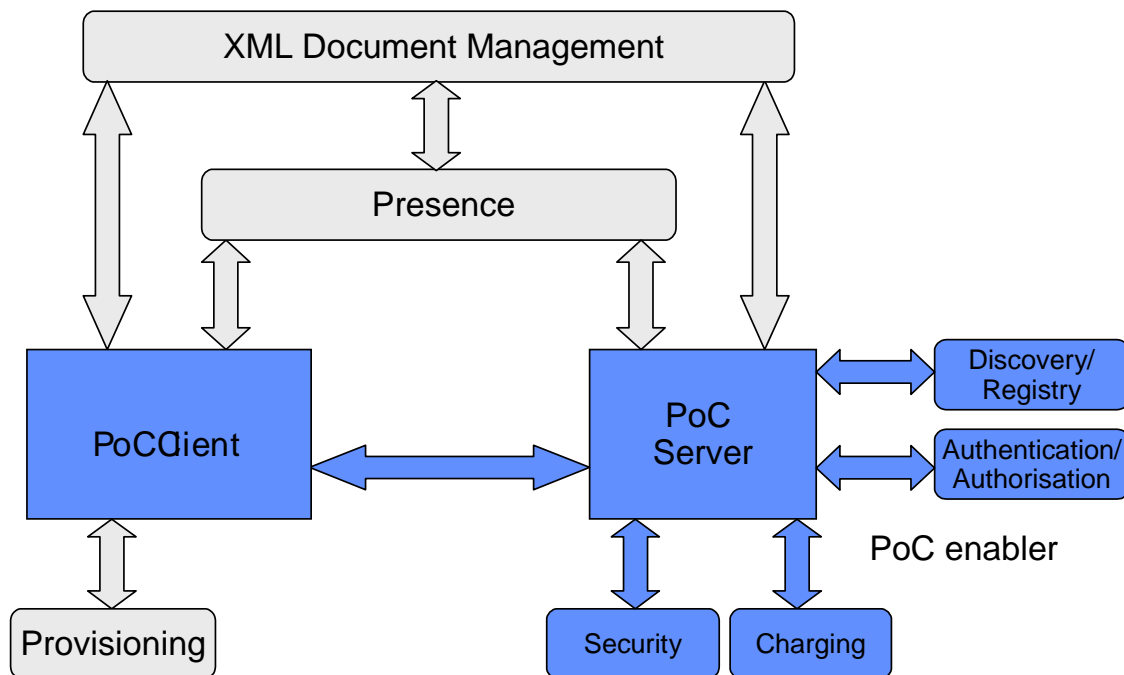 XML Document Management
Presence
PoCClient
PoC
Server
Discovery/
Registry
Authentication/
Authorisation
PoC enabler
Provisioning
Security
Charging